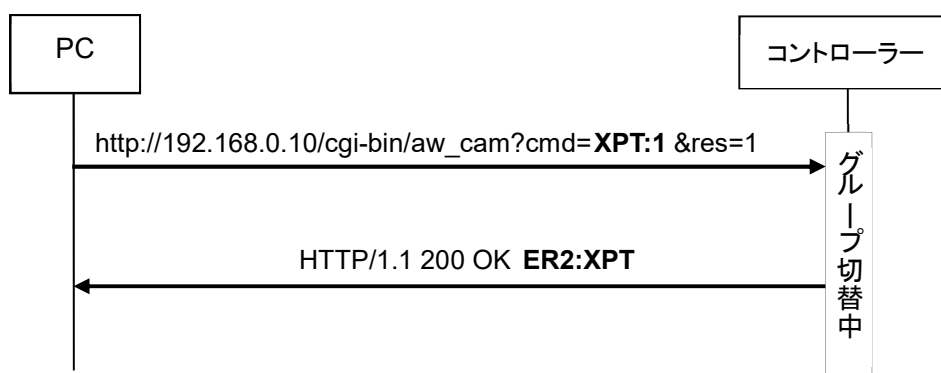 PC
コントローラー
http://192.168.0.10/cgi-bin/aw_cam?cmd=XPT:1 &res=1
HTTP/1.1 200 OK ER2:XPT
グループ切替中